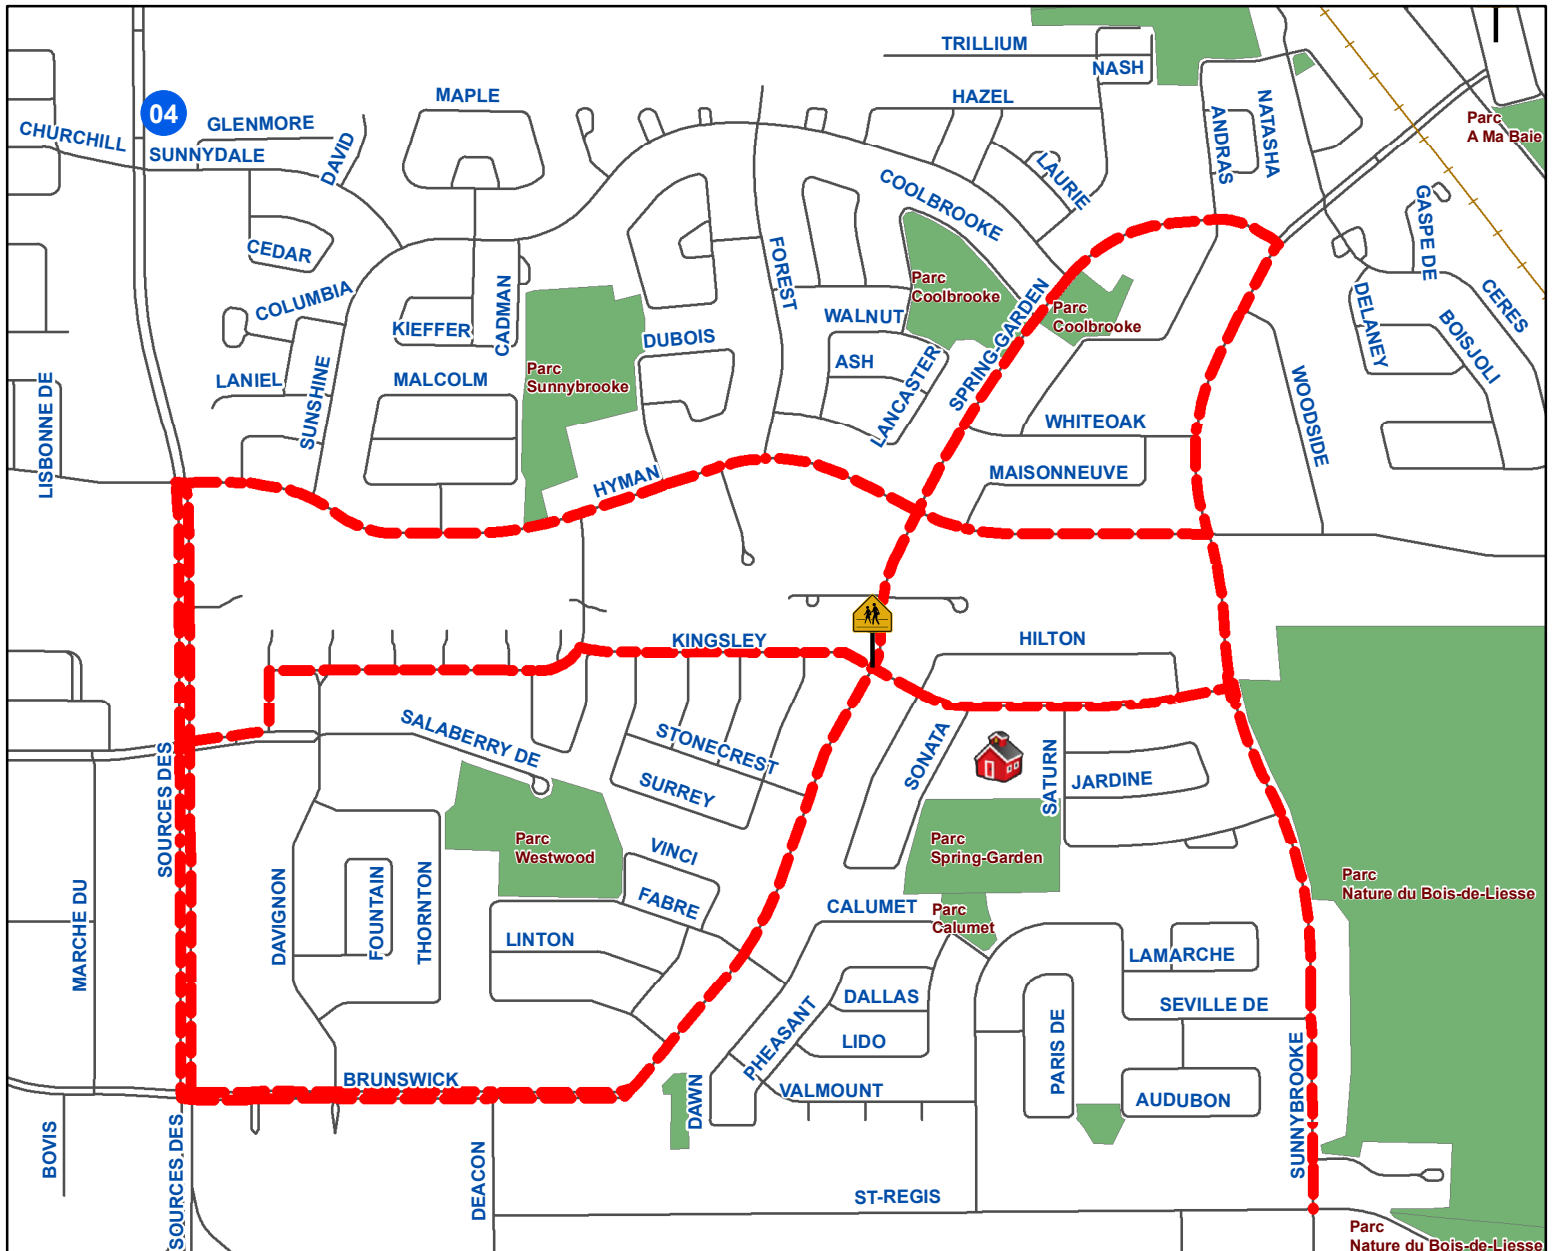 TRILLIUM
NASH
MAPLE
HAZEL
04
GLENMORE
CHURCHILL
SUNNYDALE
DAVID
ANDRAS
NATASHA
Parc
A Ma Baie
LAURIE
COOLBROOKE
GASPE DE
CEDAR
FOREST
COLUMBIA
CADMAN
KIEFFER
Parc
Coolbrooke
SPRING-GARDEN
Parc
Coolbrooke
DELANEY
CERES
BOISJOLI
WALNUT
DUBOIS
ASH
LANCASTER
LISBONNE DE
LANIEL
SUNSHINE
MALCOLM
Parc
Sunnybrooke
WHITEOAK
WOODSIDE
MAISONNEUVE
HYMAN
KINGSLEY
HILTON
SALABERRY DE
STONECREST
SURREY
SONATA
SATURN
JARDINE
SOURCES DES
Parc
Westwood
VINCI
FABRE
Parc
Spring-Garden
Parc
Nature du Bois-de-Liesse
MARCHE DU
DAVIGNON
FOUNTAIN
THORNTON
LINTON
CALUMET
Parc
Calumet
LAMARCHE
DALLAS
SEVILLE DE
LIDO
PHEASANT
PARIS DE
SUNNYBROOKE
BRUNSWICK
VALMOUNT
DAWN
AUDUBON
BOVIS
SOURCES DES
DEACON
ST-REGIS
Parc
Nature du Bois-de-Liesse